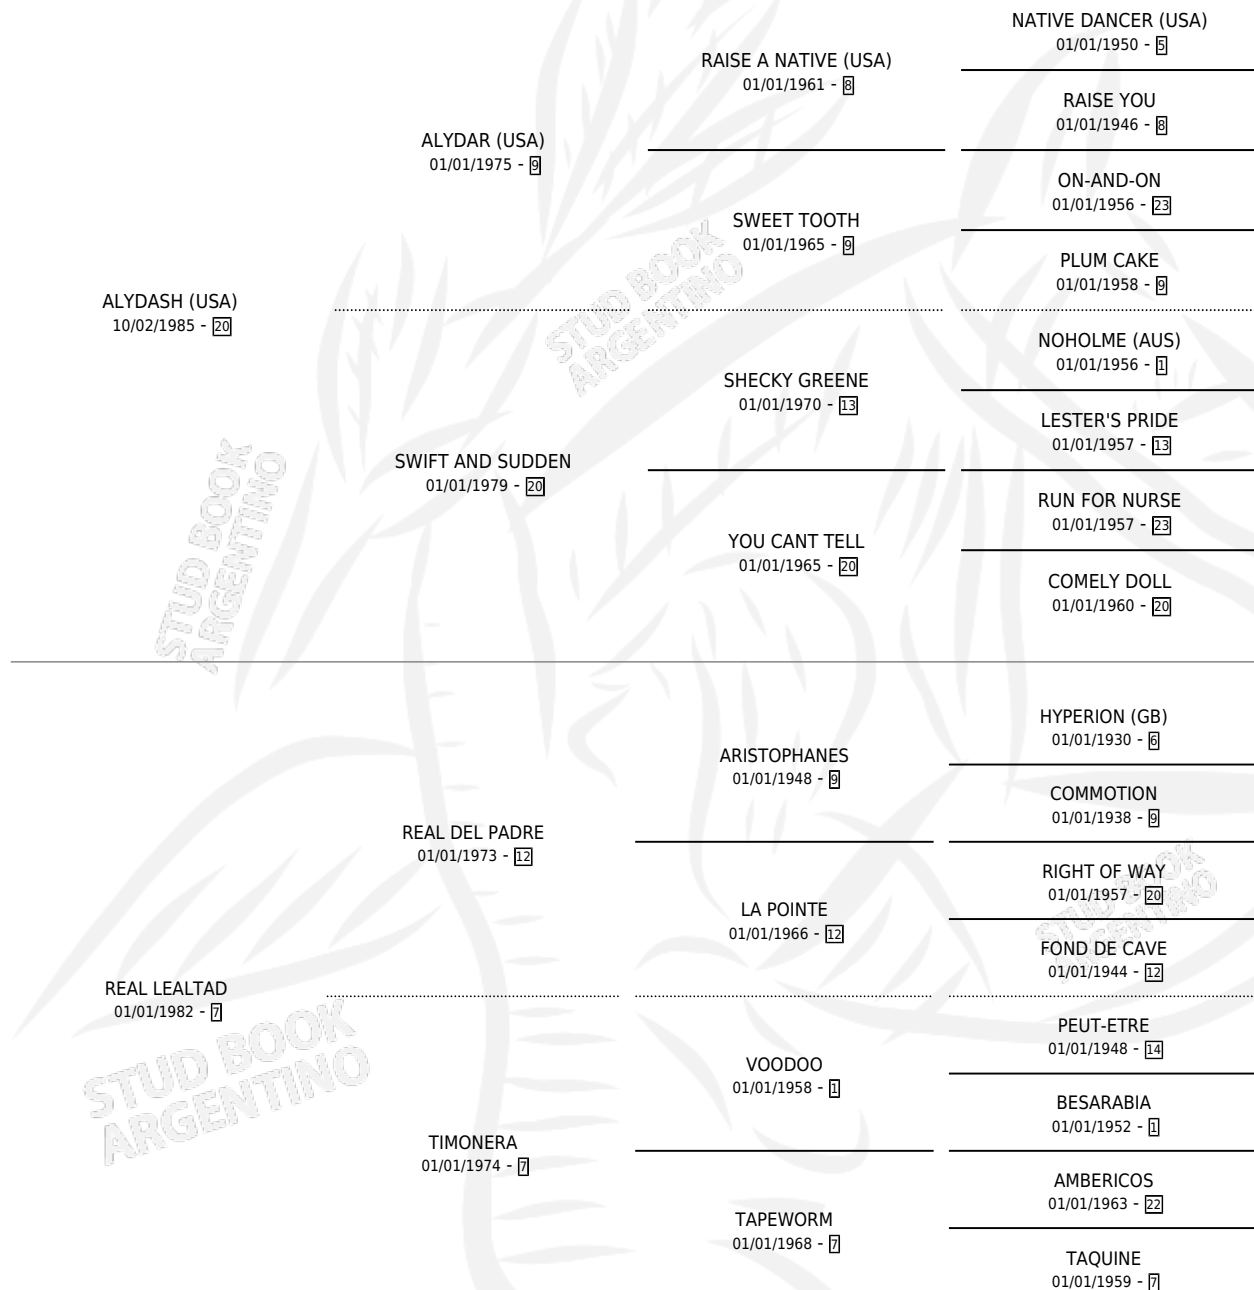 NATIVE DANCER (USA)
01/01/1950 - 5
RAISE A NATIVE (USA)
01/01/1961 - 8
RAISE YOU
01/01/1946 - 8
ALYDAR (USA)
01/01/1975 - 9
ON-AND-ON
01/01/1956 - 23
SWEET TOOTH
01/01/1965 - 9
PLUM CAKE
01/01/1958 - 9
ALYDASH (USA)
10/02/1985 - 20
NOHOLME (AUS)
01/01/1956 - 1
SHECKY GREENE
01/01/1970 - 13
LESTER'S PRIDE
01/01/1957 - 13
SWIFT AND SUDDEN
01/01/1979 - 20
RUN FOR NURSE
01/01/1957 - 23
YOU CANT TELL
01/01/1965 - 20
COMELY DOLL
01/01/1960 - 20
HYPERION (GB)
01/01/1930 - 6
ARISTOPHANES
01/01/1948 - 9
COMMOTION
01/01/1938 - 9
REAL DEL PADRE
01/01/1973 - 12
RIGHT OF WAY
01/01/1957 - 20
LA POINTE
01/01/1966 - 12
FOND DE CAVE
01/01/1944 - 12
REAL LEALTAD
01/01/1982 - 7
PEUT-ETRE
01/01/1948 - 14
VOODOO
01/01/1958 - 1
BESARABIA
01/01/1952 - 1
TIMONERA
01/01/1974 - 7
AMBERICOS
01/01/1963 - 22
TAPEWORM
01/01/1968 - 7
TAQUINE
01/01/1959 - 7
STUD BOOK
ARGENTINO
STUD BOOK
ARGENTINO
STUD BOOK
ARGENTINO
STUD BOOK
ARGENTINO